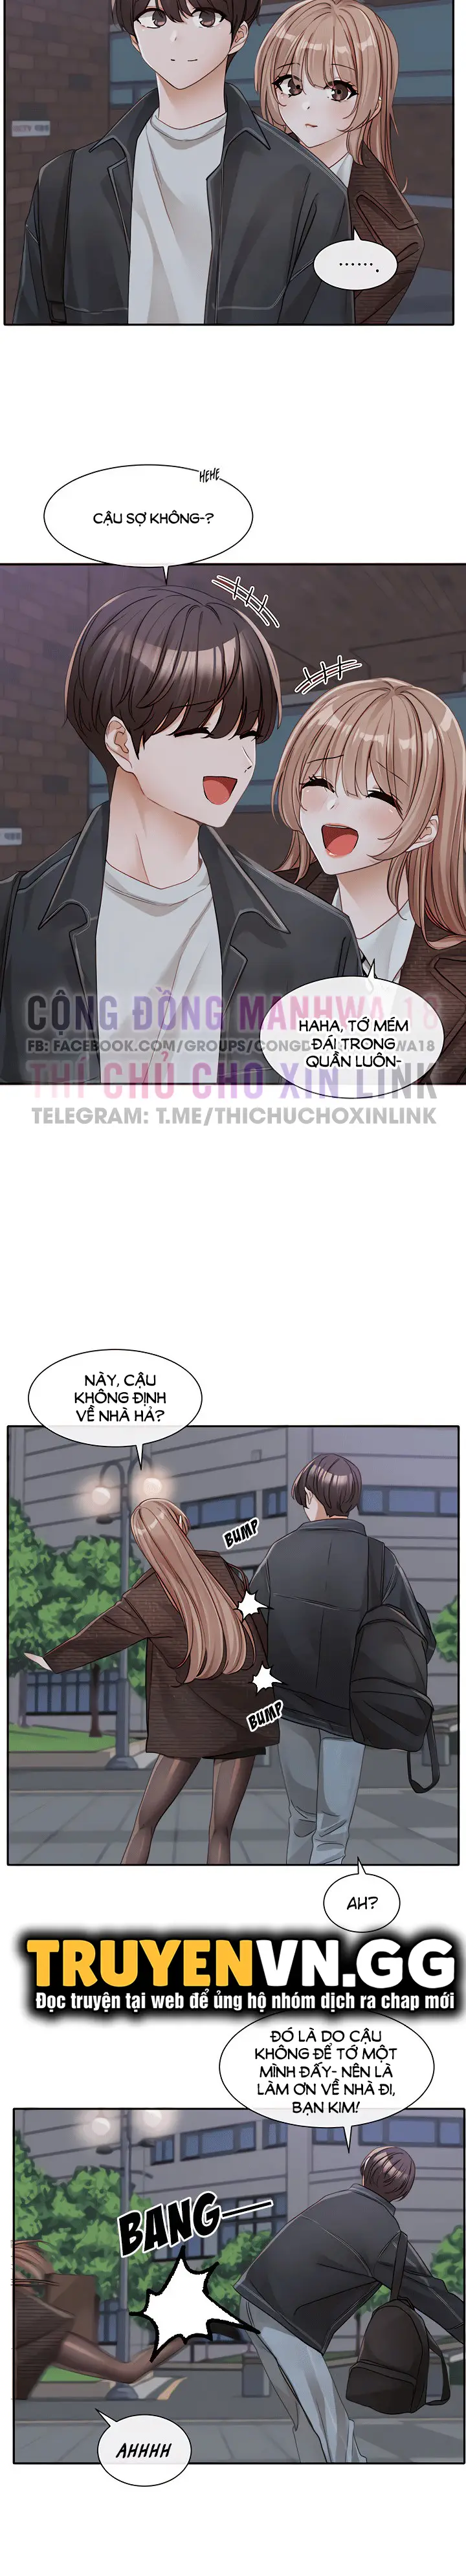 .......
HEHE
CẬU SỢ KHÔNG-?
CỘNG ĐỒNG MANHWA 18
HAHA, TỚ MÉM
FB: FACEBOOK.COM/GROUPS/CONGD
WA18
ĐÁI TRONG
QUẦN LUÔN-
THÍ CHỦ CHO XIN LINK
TELEGRAM: T.ME/THICHUCHOXINLINK
NÀY, CẬU
KHÔNG ĐỊNH
VỀ NHÀ HẢ?
BUMP
BUMP
AH?
TRUYENVN.GG
Đọc truyện tại web để ủng hộ nhóm dịch ra chap mới
ĐÓ LÀ DO CẬU
KHÔNG ĐỂ TỚ MỘT
MÌNH ĐẤY- NÊN LÀ
LÀM ƠN VỀ NHÀ ĐI,
BẠN KIM!
BANG—
AHHHH